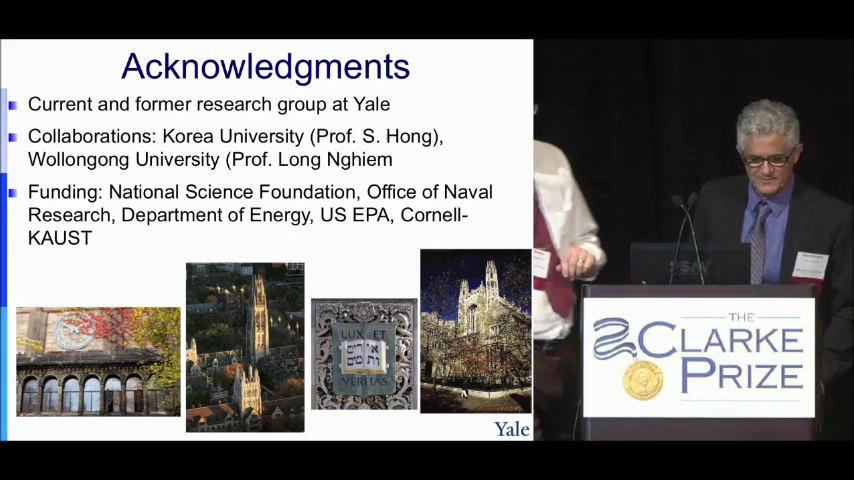 Acknowledgments
Current and former research group at Yale
Collaborations: Korea University (Prof. S. Hong),
Wollongong University (Prof. Long Nghiem
Funding: National Science Foundation, Office of Naval
Research, Department of Energy, US EPA, Cornell-
KAUST
LUX ET
אורים
ותמים
VERITAS
Yale
THE
CLARKE
PRIZE